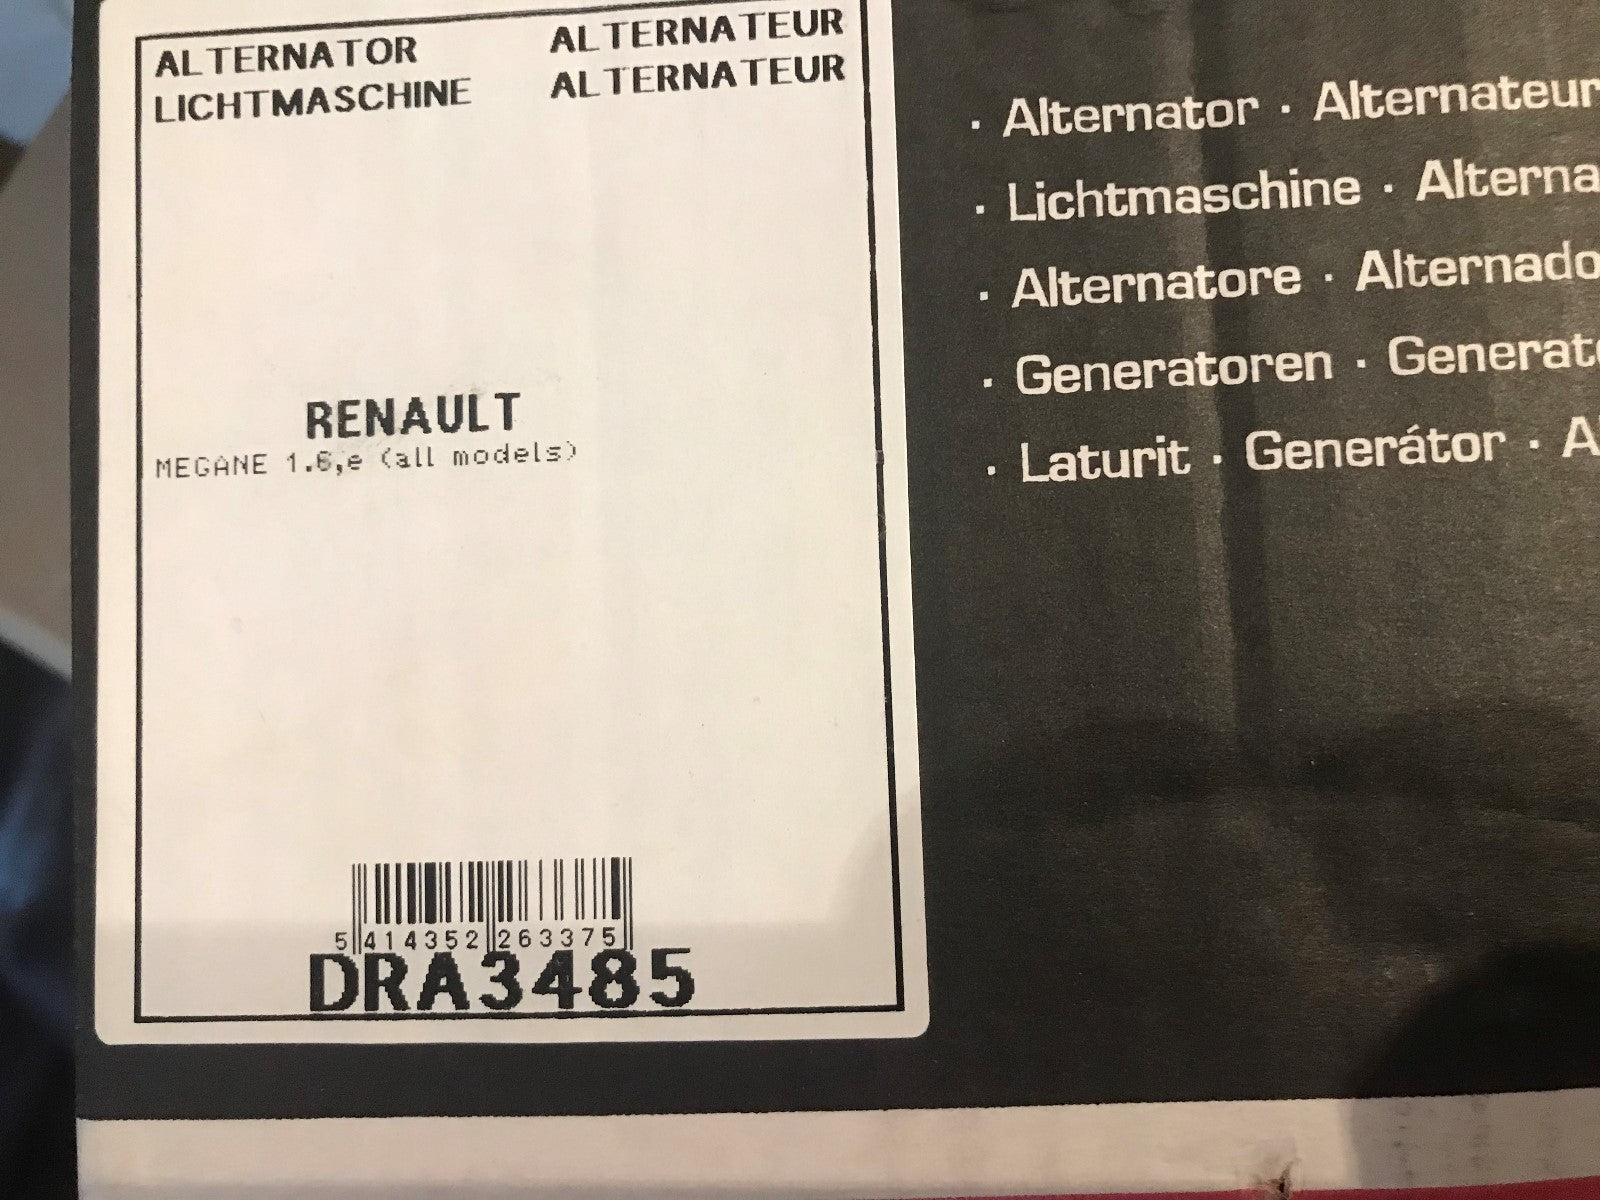 ALTERNATOR ALTERNATEUR
LICHTMASCHINE ALTERNATEUR
RENAULT
MEGANE 1.6,e (all models)
5 414352 263375
DRA3485
· Alternator · Alternateur
· Lichtmaschine · Alterna
· Alternatore · Alternado
· Generatoren · Generato
· Laturit · Generátor · A